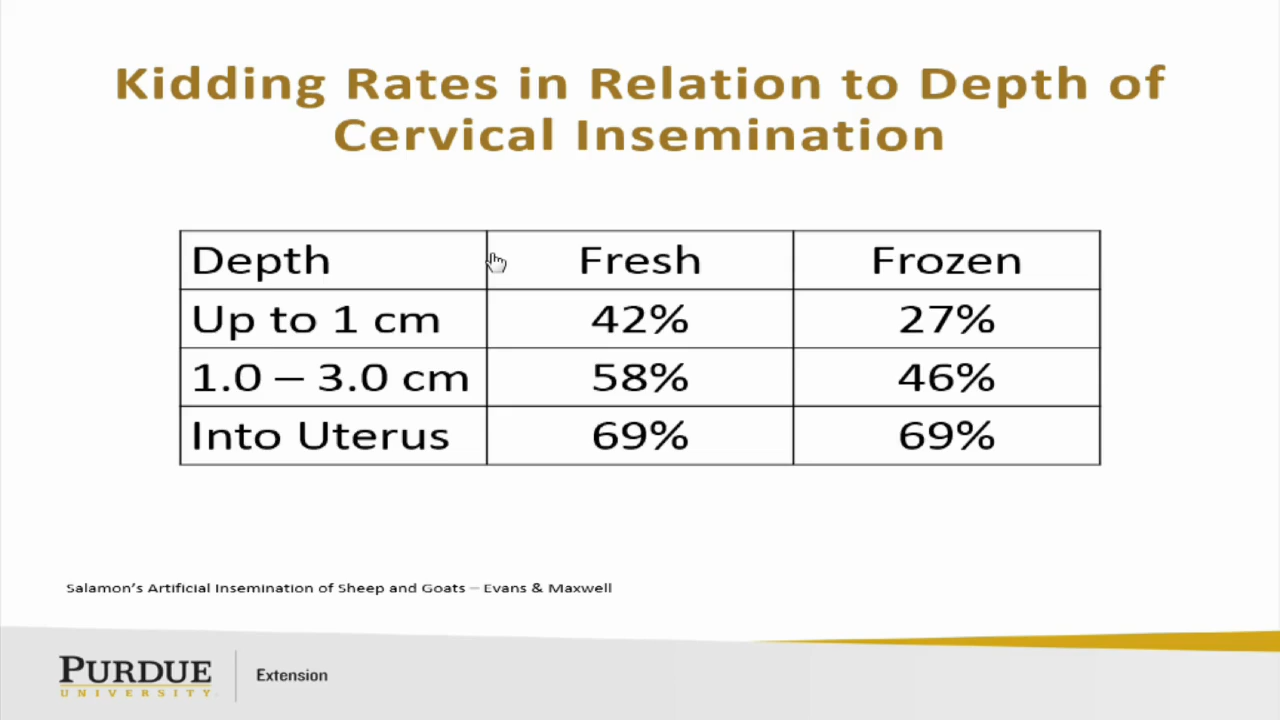 Kidding Rates in Relation to Depth of
Cervical Insemination
Depth Fresh Frozen
Up to 1 cm 42% 27%
1.0 – 3.0 cm 58% 46%
Into Uterus 69% 69%
Salamon's Artificial Insemination of Sheep and Goats – Evans & Maxwell
PURDUE
UNIVERSITY
Extension